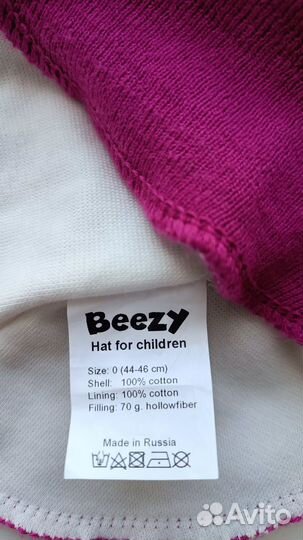 Beezy
Hat for children
Size: 0 (44-46 cm)
Shell: 100% cotton
Lining: 100% cotton
Filling: 70 g. hollowfiber
Made in Russia
Avito